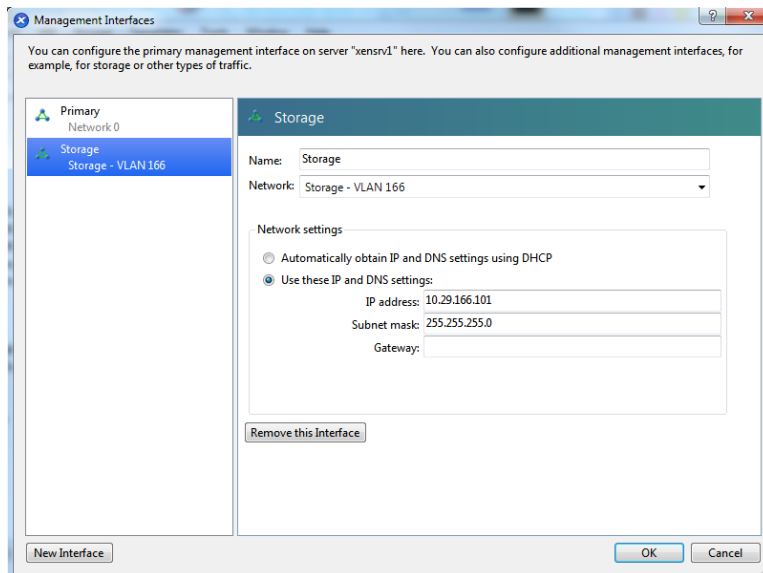 Management Interfaces
You can configure the primary management interface on server "xensrv1" here. You can also configure additional management interfaces, for
example, for storage or other types of traffic.
Primary
Network 0
Storage
Storage - VLAN 166
Storage
Name: Storage
Network: Storage - VLAN 166
Network settings
Automatically obtain IP and DNS settings using DHCP
Use these IP and DNS settings:
IP address: 10.29.166.101
Subnet mask: 255.255.255.0
Gateway:
Remove this Interface
New Interface
OK
Cancel